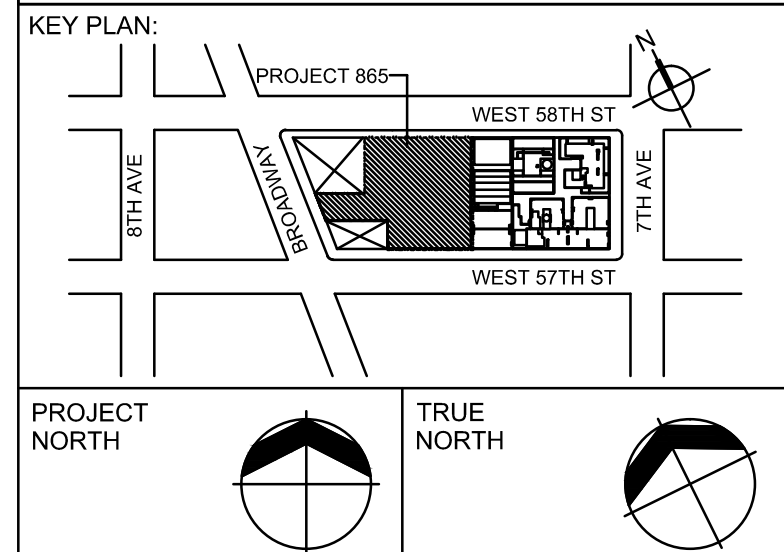 KEY PLAN:
N
PROJECT 865
WEST 58TH ST
8TH AVE
BROADWAY
7TH AVE
WEST 57TH ST
PROJECT
NORTH
TRUE
NORTH